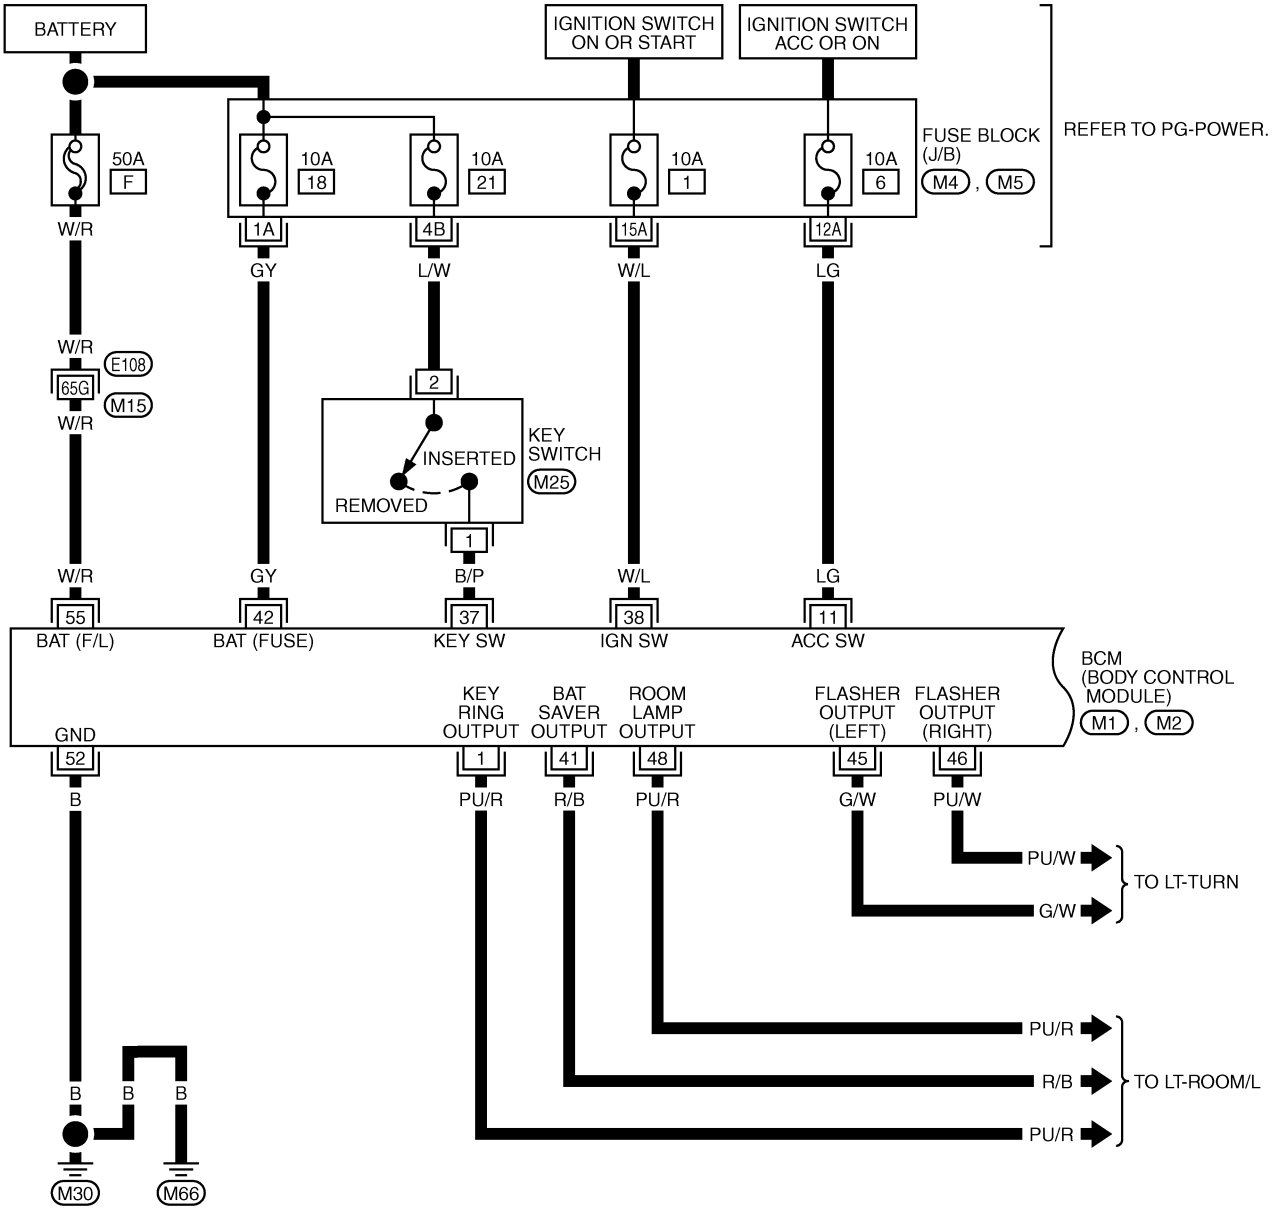 BATTERY
IGNITION SWITCH
ON OR START
IGNITION SWITCH
ACC OR ON
REFER TO PG-POWER.
FUSE BLOCK
(J/B)
M4 , M5
50A
F
10A
18
10A
21
10A
1
10A
6
W/R
1A
4B
15A
12A
GY
L/W
W/L
LG
W/R
E108
65G
M15
W/R
2
KEY
SWITCH
M25
INSERTED
REMOVED
1
W/R
GY
B/P
W/L
LG
55
42
37
38
11
BAT (F/L)
BAT (FUSE)
KEY SW
IGN SW
ACC SW
BCM
(BODY CONTROL
MODULE)
M1 , M2
GND
KEY
RING
OUTPUT
BAT
SAVER
OUTPUT
ROOM
LAMP
OUTPUT
FLASHER
OUTPUT
(LEFT)
FLASHER
OUTPUT
(RIGHT)
52
1
41
48
45
46
B
PU/R
R/B
PU/R
G/W
PU/W
PU/W
TO LT-TURN
G/W
PU/R
R/B
TO LT-ROOM/L
PU/R
B
B
B
M30
M66